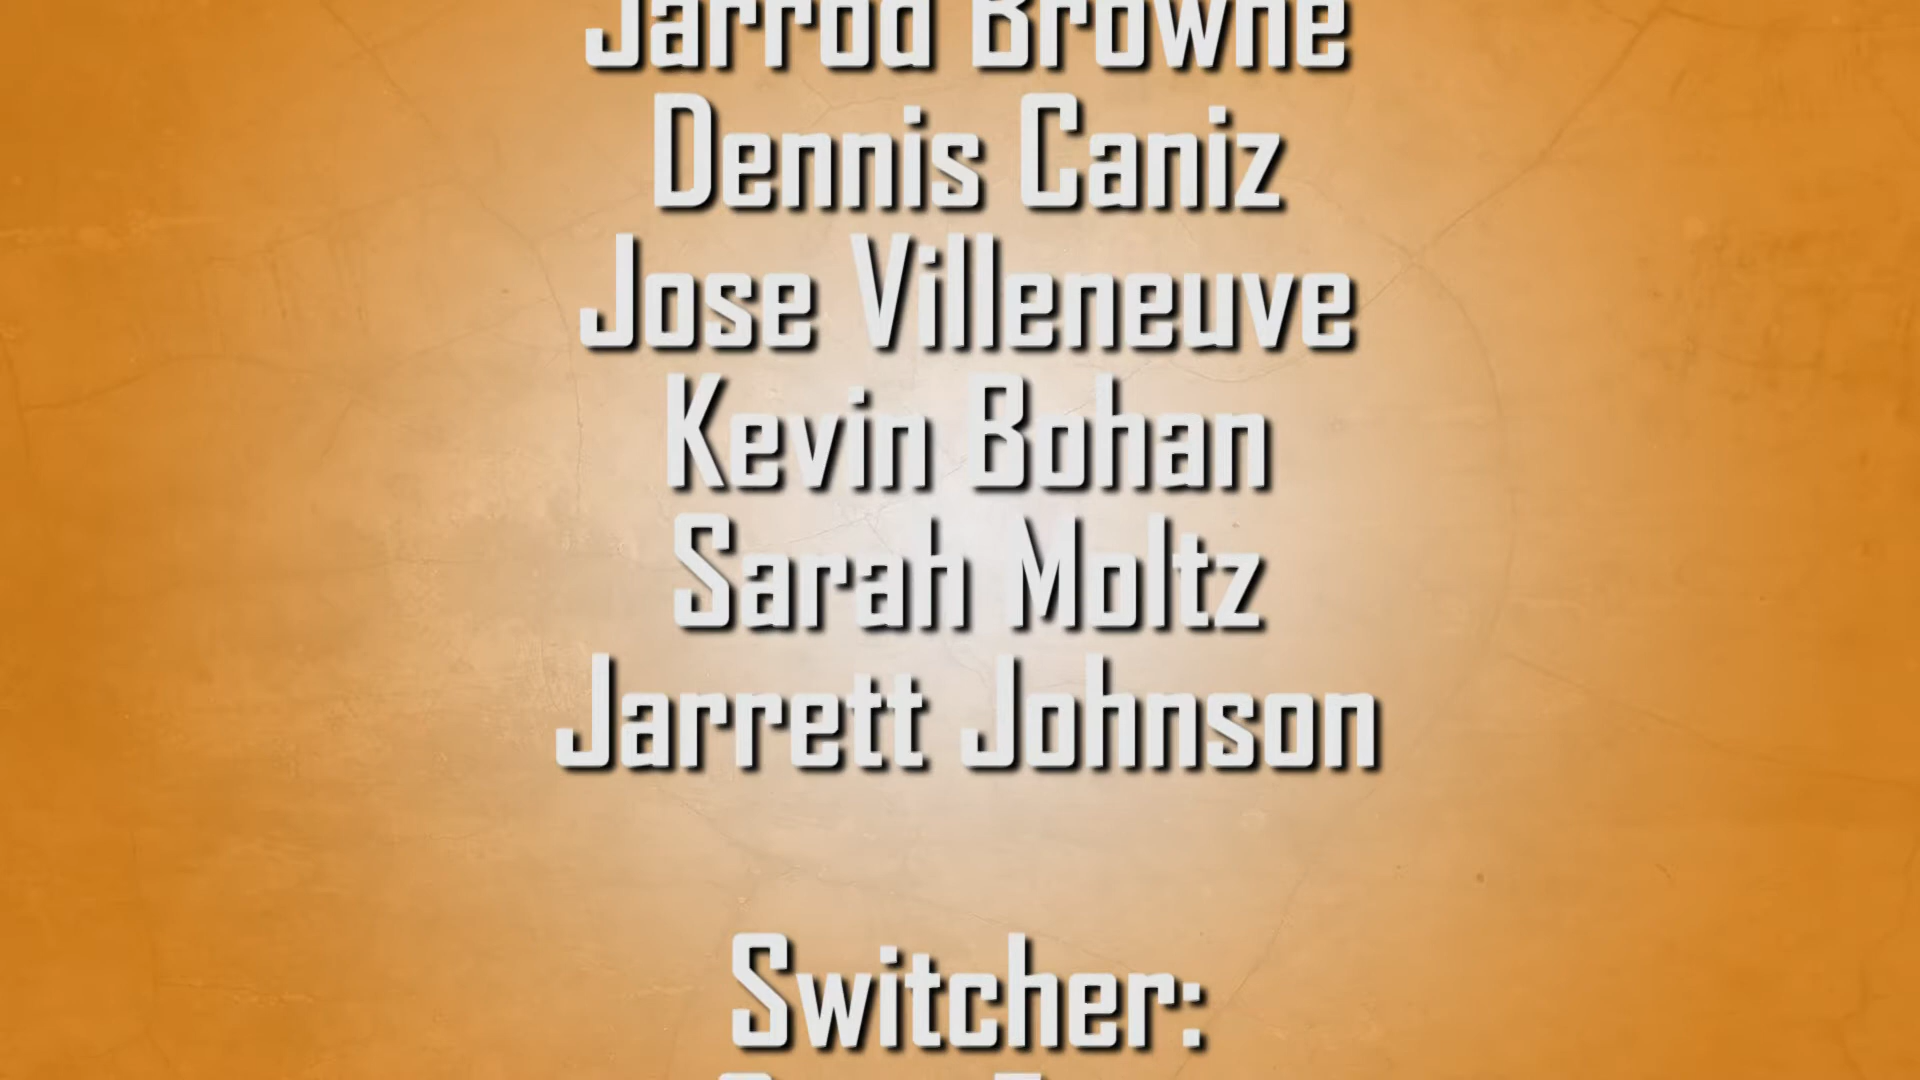 Jarrod Browne
Dennis Caniz
Jose Villeneuve
Kevin Bohan
Sarah Moltz
Jarrett Johnson
Switcher: